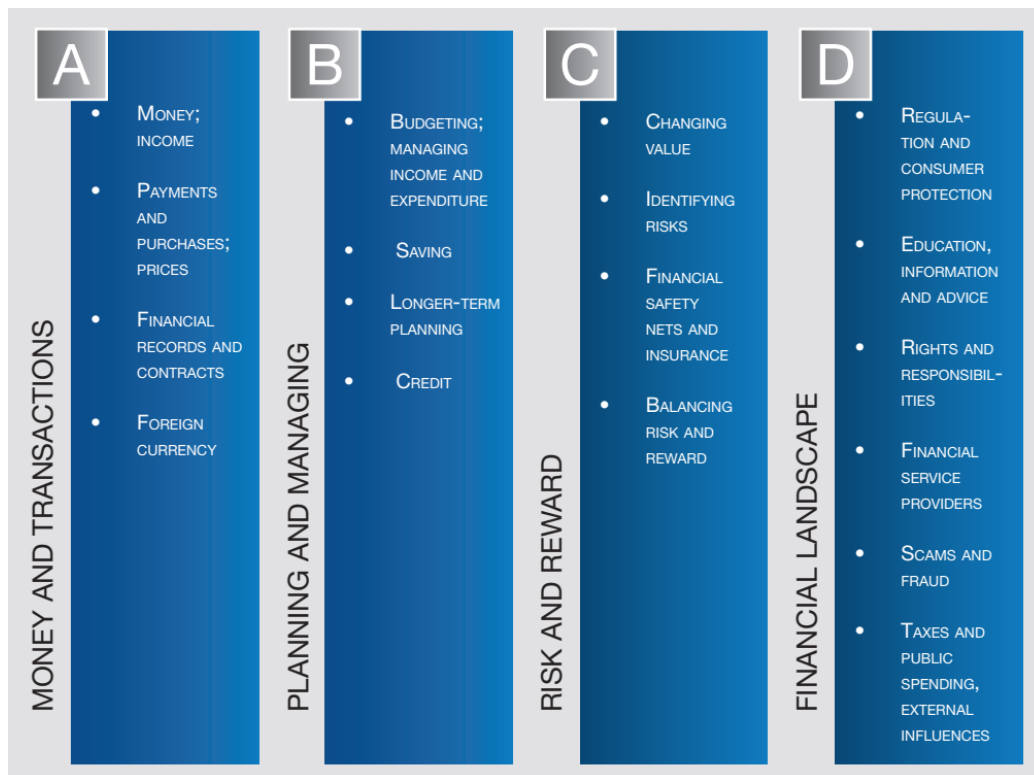 A
MONEY AND TRANSACTIONS
• Money;
income
• Payments
and
purchases;
prices
• Financial
records and
contracts
• Foreign
currency
B
PLANNING AND MANAGING
• Budgeting;
managing
income and
expenditure
• Saving
• Longer-term
planning
• Credit
C
RISK AND REWARD
• Changing
value
• Identifying
risks
• Financial
safety
nets and
insurance
• Balancing
risk and
reward
D
FINANCIAL LANDSCAPE
• Regula-
tion and
consumer
protection
• Education,
information
and advice
• Rights and
responsibil-
ities
• Financial
service
providers
• Scams and
fraud
• Taxes and
public
spending,
external
influences